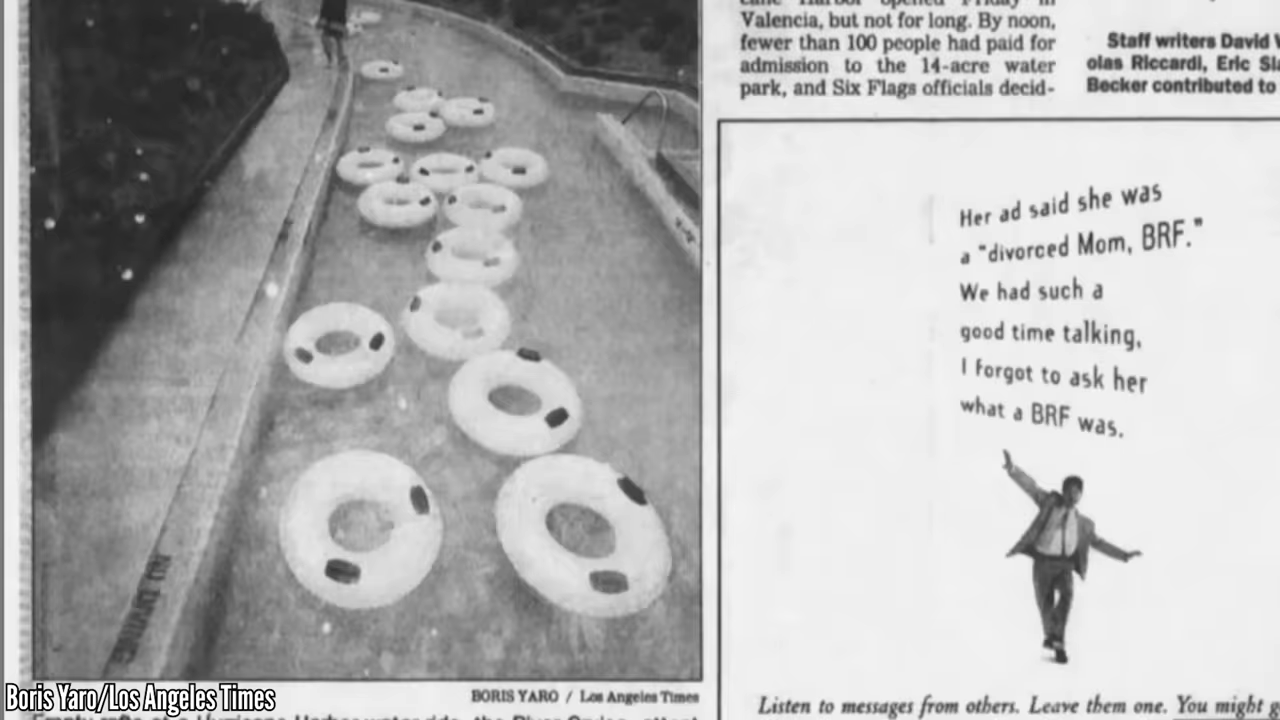 Valencia, but not for long. By noon,
fewer than 100 people had paid for
admission to the 14-acre water
park, and Six Flags officials decid-
Staff writers David
olas Riccardi, Eric
Becker contributed to
Her ad said she was
a "divorced Mom, BRF."
We had such a
good time talking,
I forgot to ask her
what a BRF was.
Listen to messages from others. Leave them one. You might
NO DIVING
BORIS YARO / Los Angeles Times
Boris Yaro/Los Angeles Times